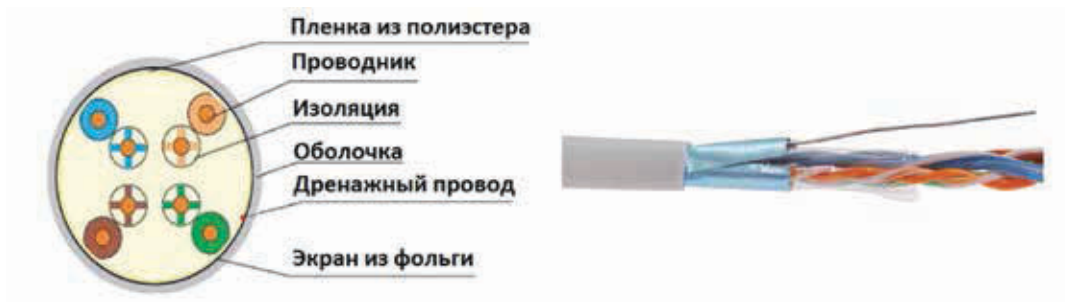 Пленка из полиэстера
Проводник
Изоляция
Оболочка
Дренажный провод
Экран из фольги